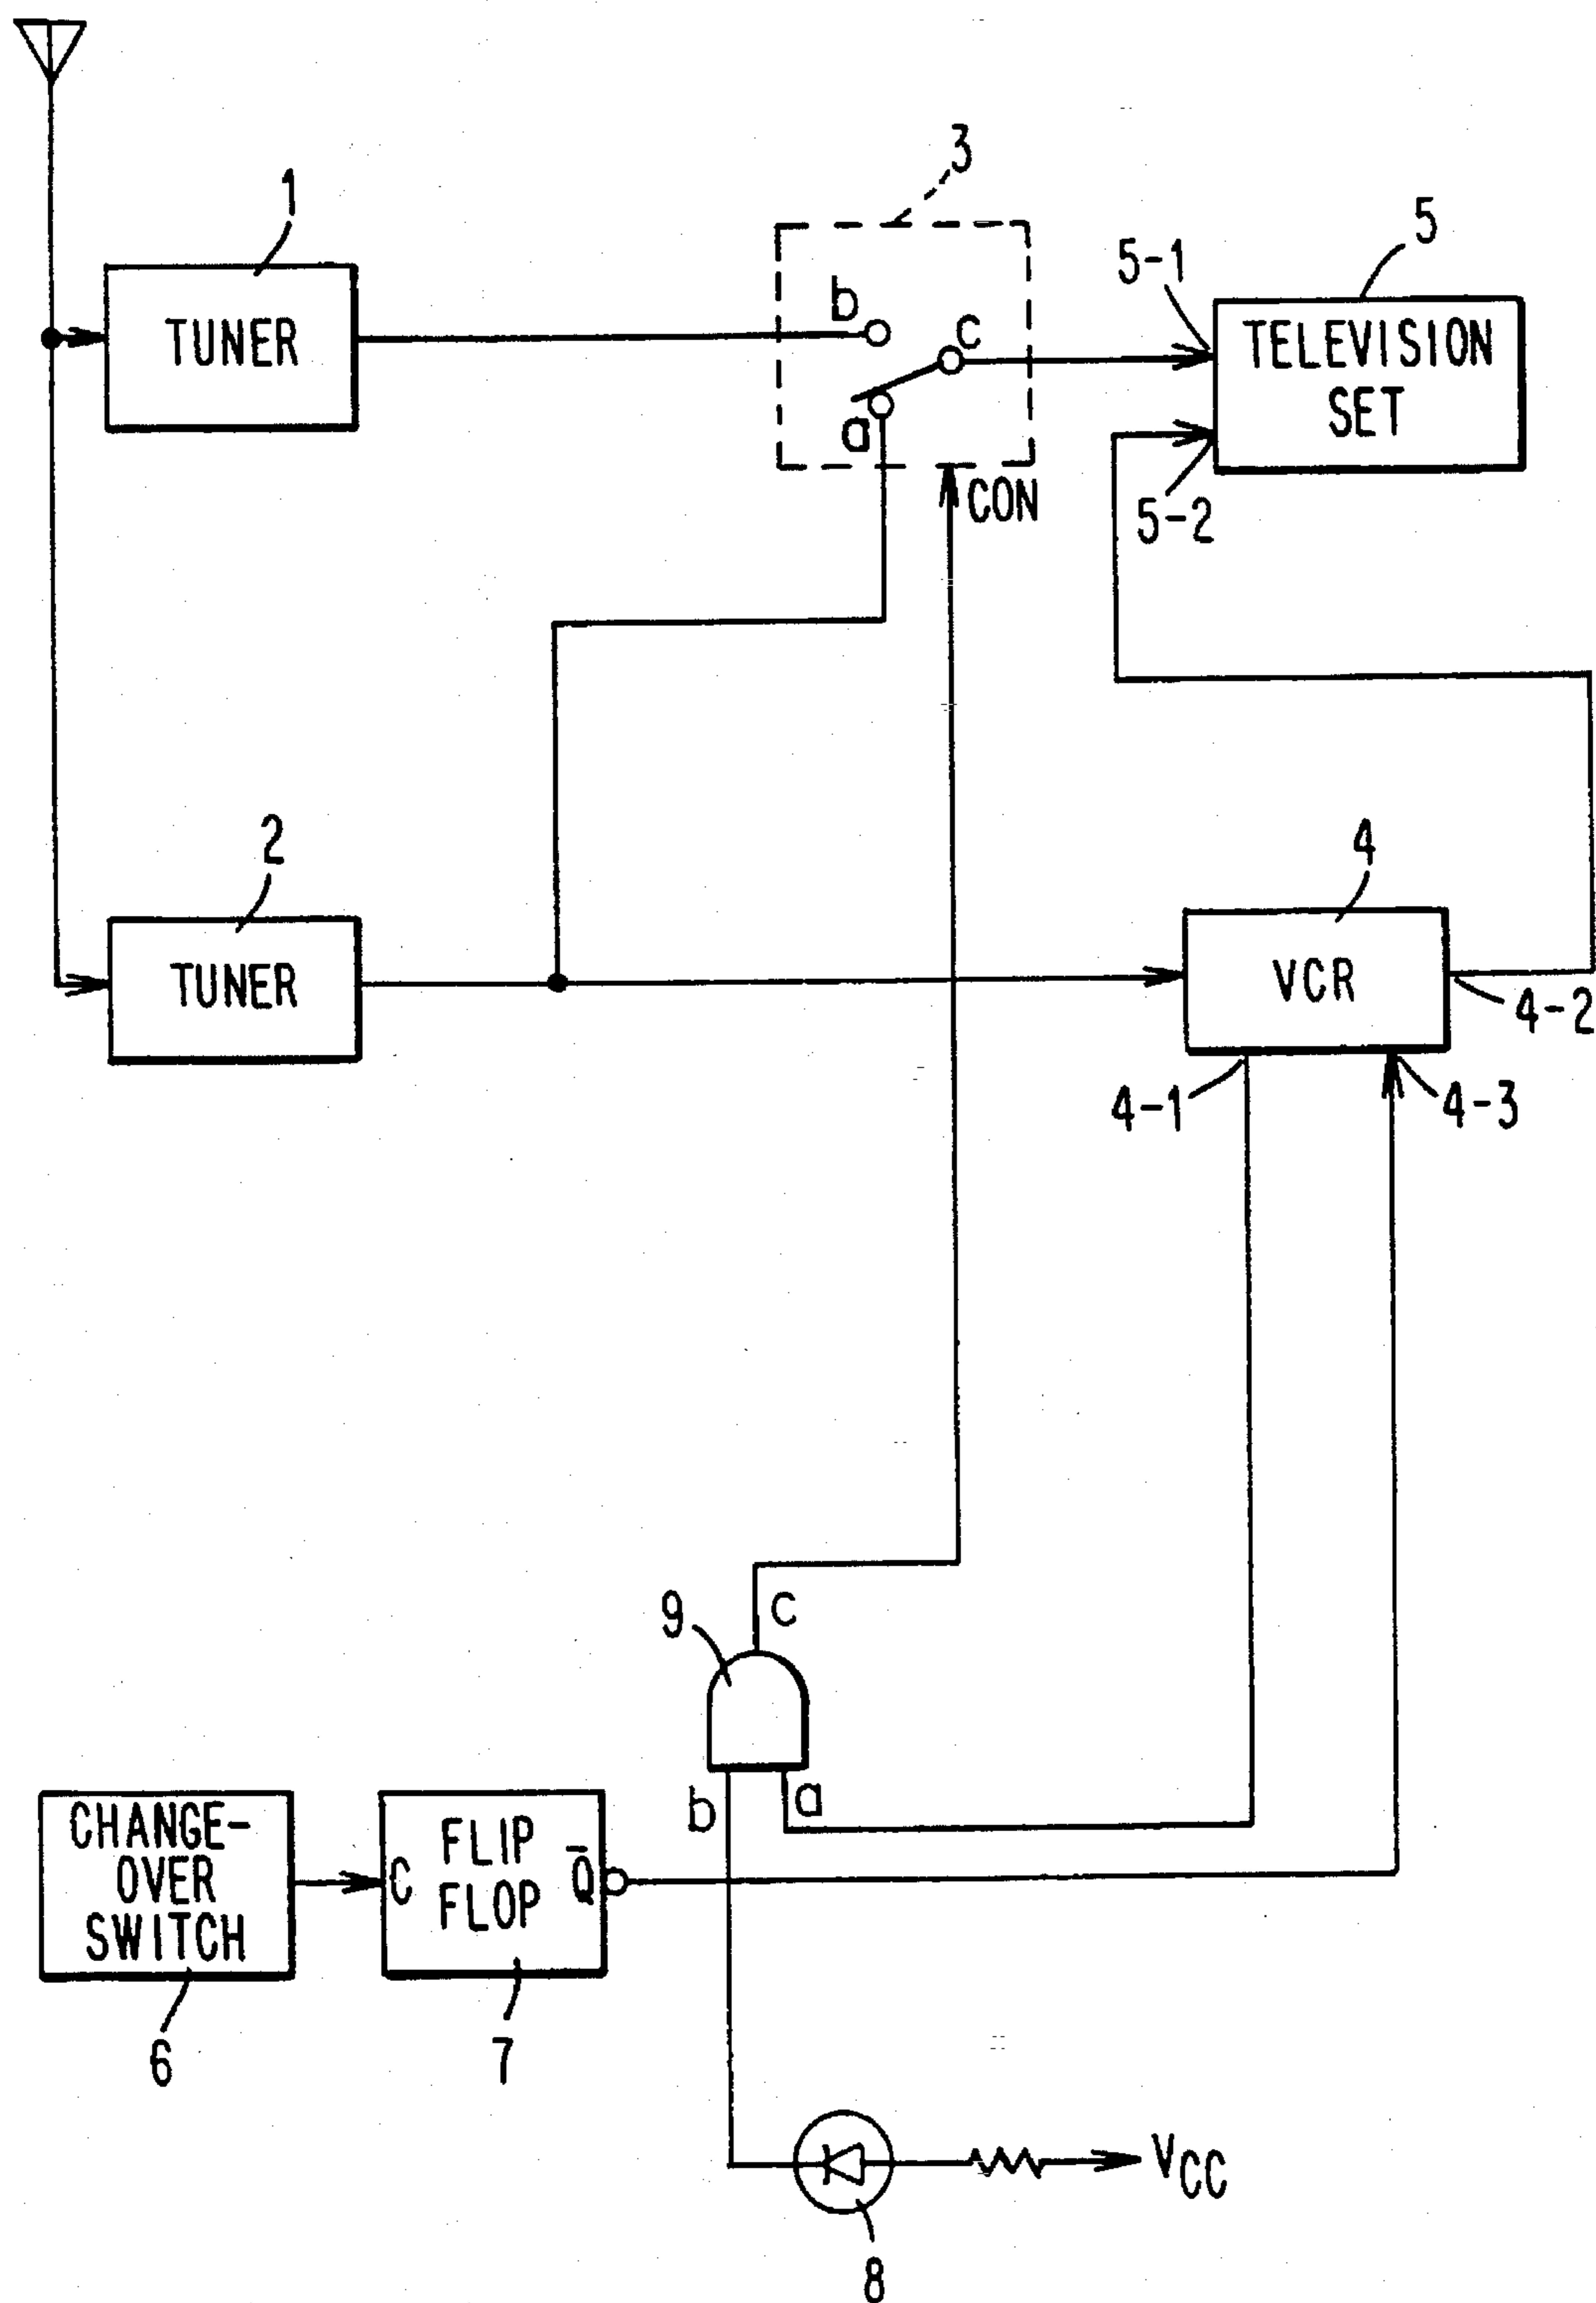 3
1
5
5-1
b
TUNER
c
TELEVISION
SET
a
CON
5-2
2
4
TUNER
VCR
4-2
4-1
4-3
c
9
b
a
CHANGE-
OVER
SWITCH
C
FLIP
FLOP
Q̄
6
7
VCC
8